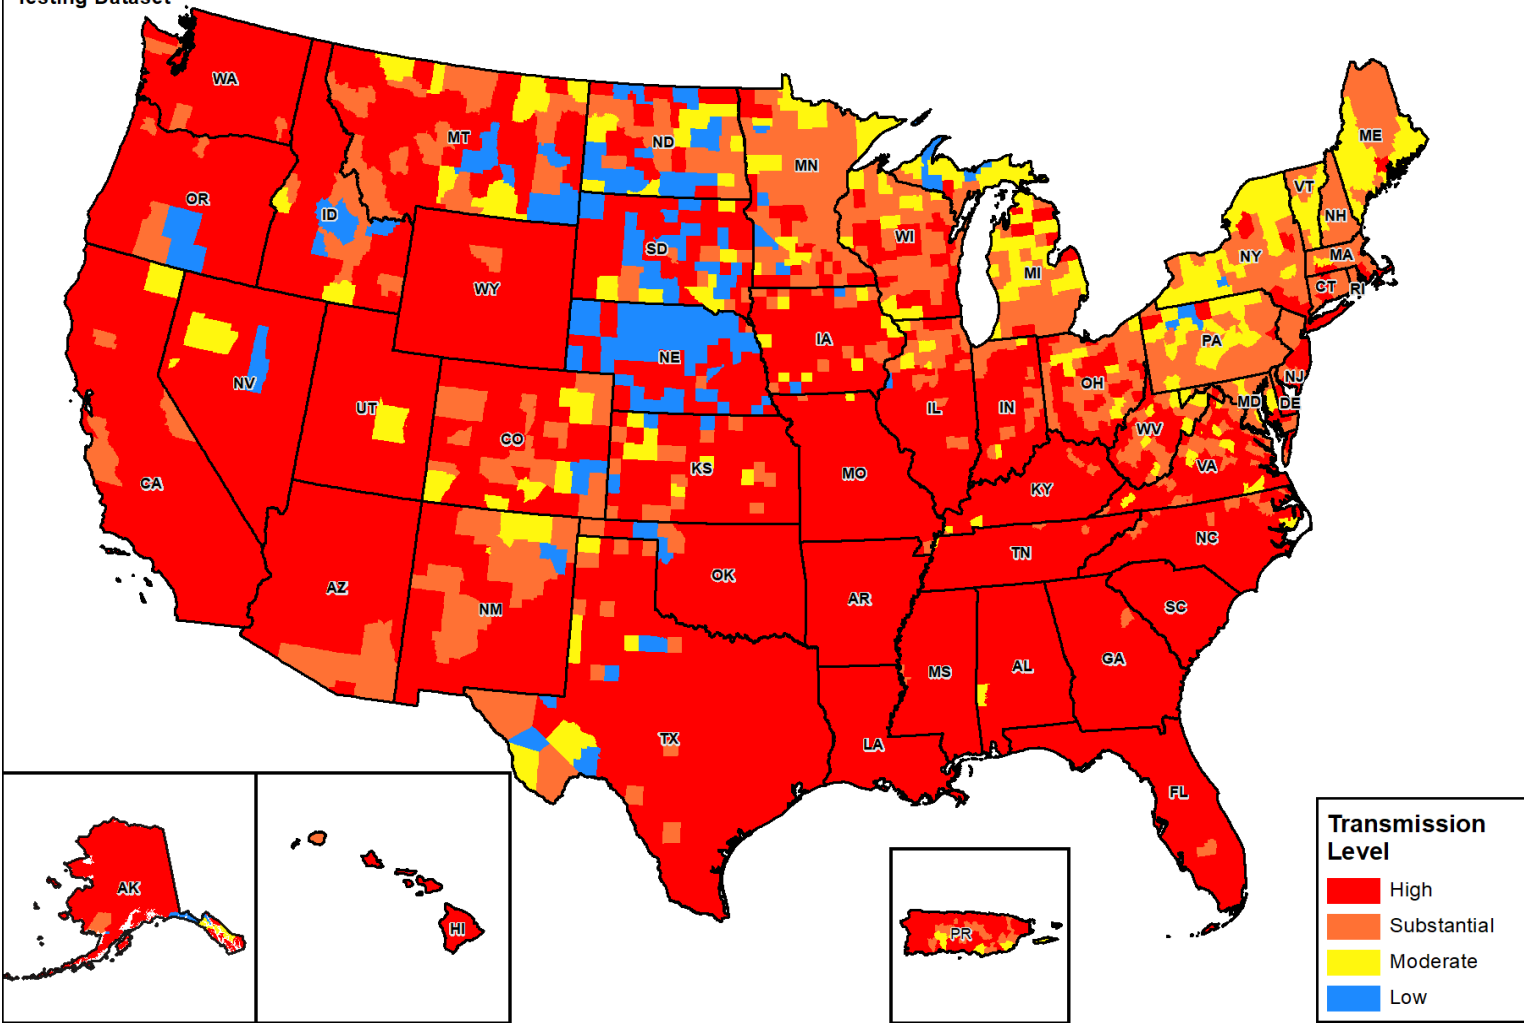 Testing Dataset
WA
MT
ND
MN
ME
OR
ID
WY
SD
WI
MI
NY
VT
NH
MA
CT
RI
NV
UT
CO
NE
IA
IL
IN
OH
PA
NJ
MD
DE
WV
VA
CA
KS
MO
KY
AZ
NM
OK
AR
TN
NC
SC
TX
LA
MS
AL
GA
FL
AK
HI
PR
Transmission
Level
High
Substantial
Moderate
Low